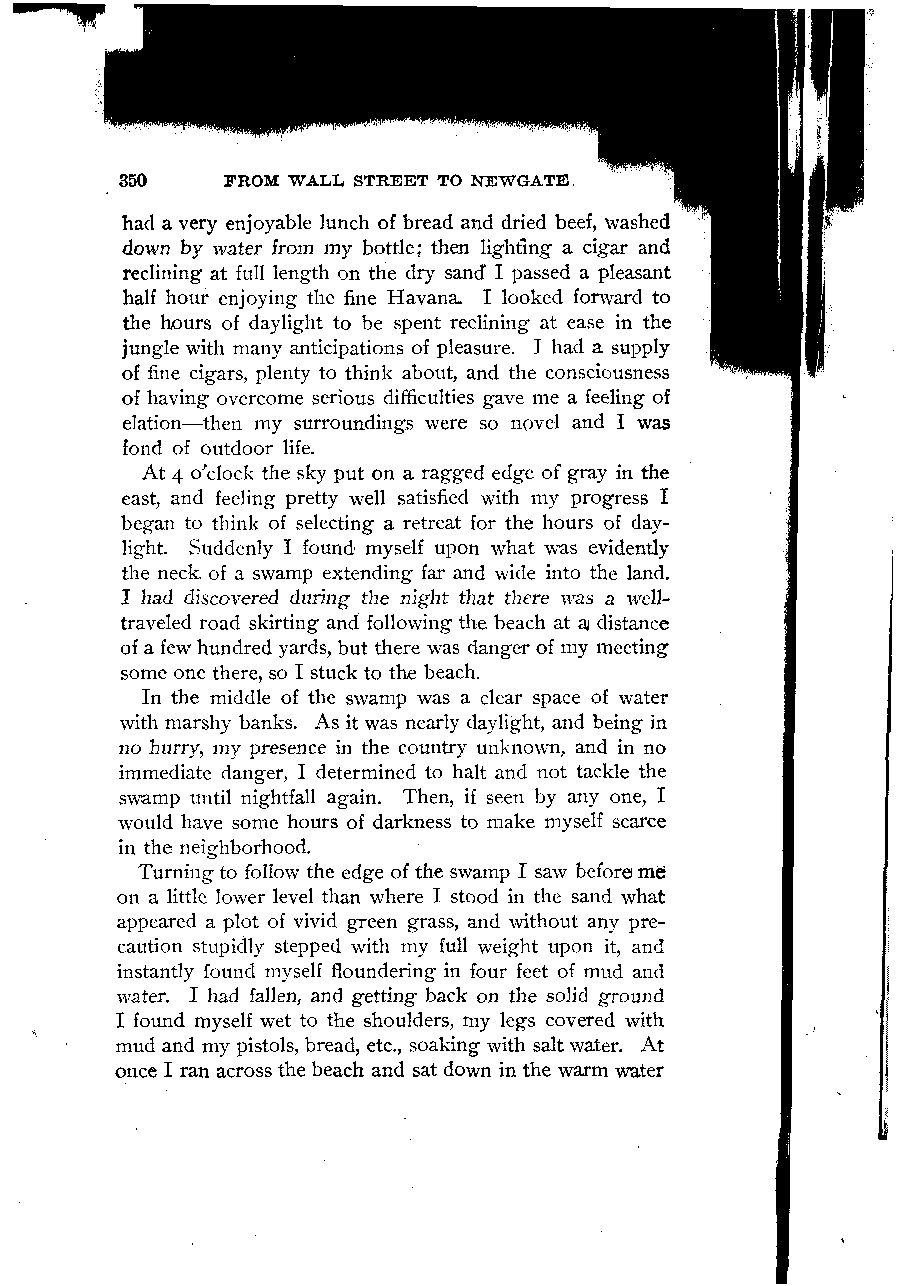 350 FROM WALL STREET TO NEWGATE.
had a very enjoyable lunch of bread and dried beef, washed
down by water from my bottle; then lighting a cigar and
reclining at full length on the dry sand I passed a pleasant
half hour enjoying the fine Havana. I looked forward to
the hours of daylight to be spent reclining at ease in the
jungle with many anticipations of pleasure. I had a supply
of fine cigars, plenty to think about, and the consciousness
of having overcome serious difficulties gave me a feeling of
elation—then my surroundings were so novel and I was
fond of outdoor life.
At 4 o'clock the sky put on a ragged edge of gray in the
east, and feeling pretty well satisfied with my progress I
began to think of selecting a retreat for the hours of day-
light. Suddenly I found myself upon what was evidently
the neck of a swamp extending far and wide into the land.
I had discovered during the night that there was a well-
traveled road skirting and following the beach at a distance
of a few hundred yards, but there was danger of my meeting
some one there, so I stuck to the beach.
In the middle of the swamp was a clear space of water
with marshy banks. As it was nearly daylight, and being in
no hurry, my presence in the country unknown, and in no
immediate danger, I determined to halt and not tackle the
swamp until nightfall again. Then, if seen by any one, I
would have some hours of darkness to make myself scarce
in the neighborhood.
Turning to follow the edge of the swamp I saw before me
on a little lower level than where I stood in the sand what
appeared a plot of vivid green grass, and without any pre-
caution stupidly stepped with my full weight upon it, and
instantly found myself floundering in four feet of mud and
water. I had fallen, and getting back on the solid ground
I found myself wet to the shoulders, my legs covered with
mud and my pistols, bread, etc., soaking with salt water. At
once I ran across the beach and sat down in the warm water